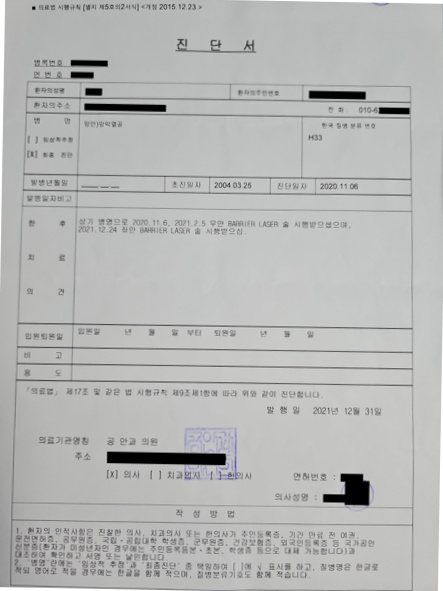 ■ 의료법 시행규칙 [별지 제5호의2서식] <개정 2015.12.23.>
진 단 서
병록번호
연 번 호
환자의성명 환자의주민번호
환자의주소 전 화 010-6
병 명 양안)망막열공 한국 질병 분류 번호
[ ] 임상적추정 H33
[X] 최종 진단
발병년월일 초진일자 2004.03.25 진단일자 2020.11.06
발병일자비고
향 후 상기 병명으로 2020.11.6, 2021.2.5 우안 BARRIER LASER 술 시행받으셨으며,
2021.12.24 좌안 BARRIER LASER 술 시행받으심.
치 료
의 견
입원퇴원일 입원일 년 월 일 부터 퇴원일 년 월 일
비 고
용 도
「의료법」 제17조 및 같은 법 시행규칙 제9조제1항에 따라 위와 같이 진단합니다.
발 행 일 2021년 12월 31일
의료기관명칭 공 안과 의원
주소
[X] 의사 [ ] 치과의사 [ ] 한의사 면허번호 :
의사성명 :
작 성 방 법
1. 환자의 인적사항은 진찰한 의사, 치과의사 또는 한의사가 주민등록증, 기간 만료 전 여권,
운전면허증, 공무원증, 국립·공립대학 학생증, 군무원증, 건강보험증, 외국인등록증 등 국가공인
신분증(환자가 미성년자인 경우에는 주민등록등본·초본, 학생증 등으로 대체 가능합니다)과
대조하여 확인하고 서명 또는 날인합니다.
2. "병명"란에는 "임상적 추정"과 "최종진단" 중 택일하여 [ ]에 √ 표시를 하고, 질병명은 한글로
적되 영어로 적을 경우에는 한글을 함께 적으며, 질병분류기호도 함께 적습니다.